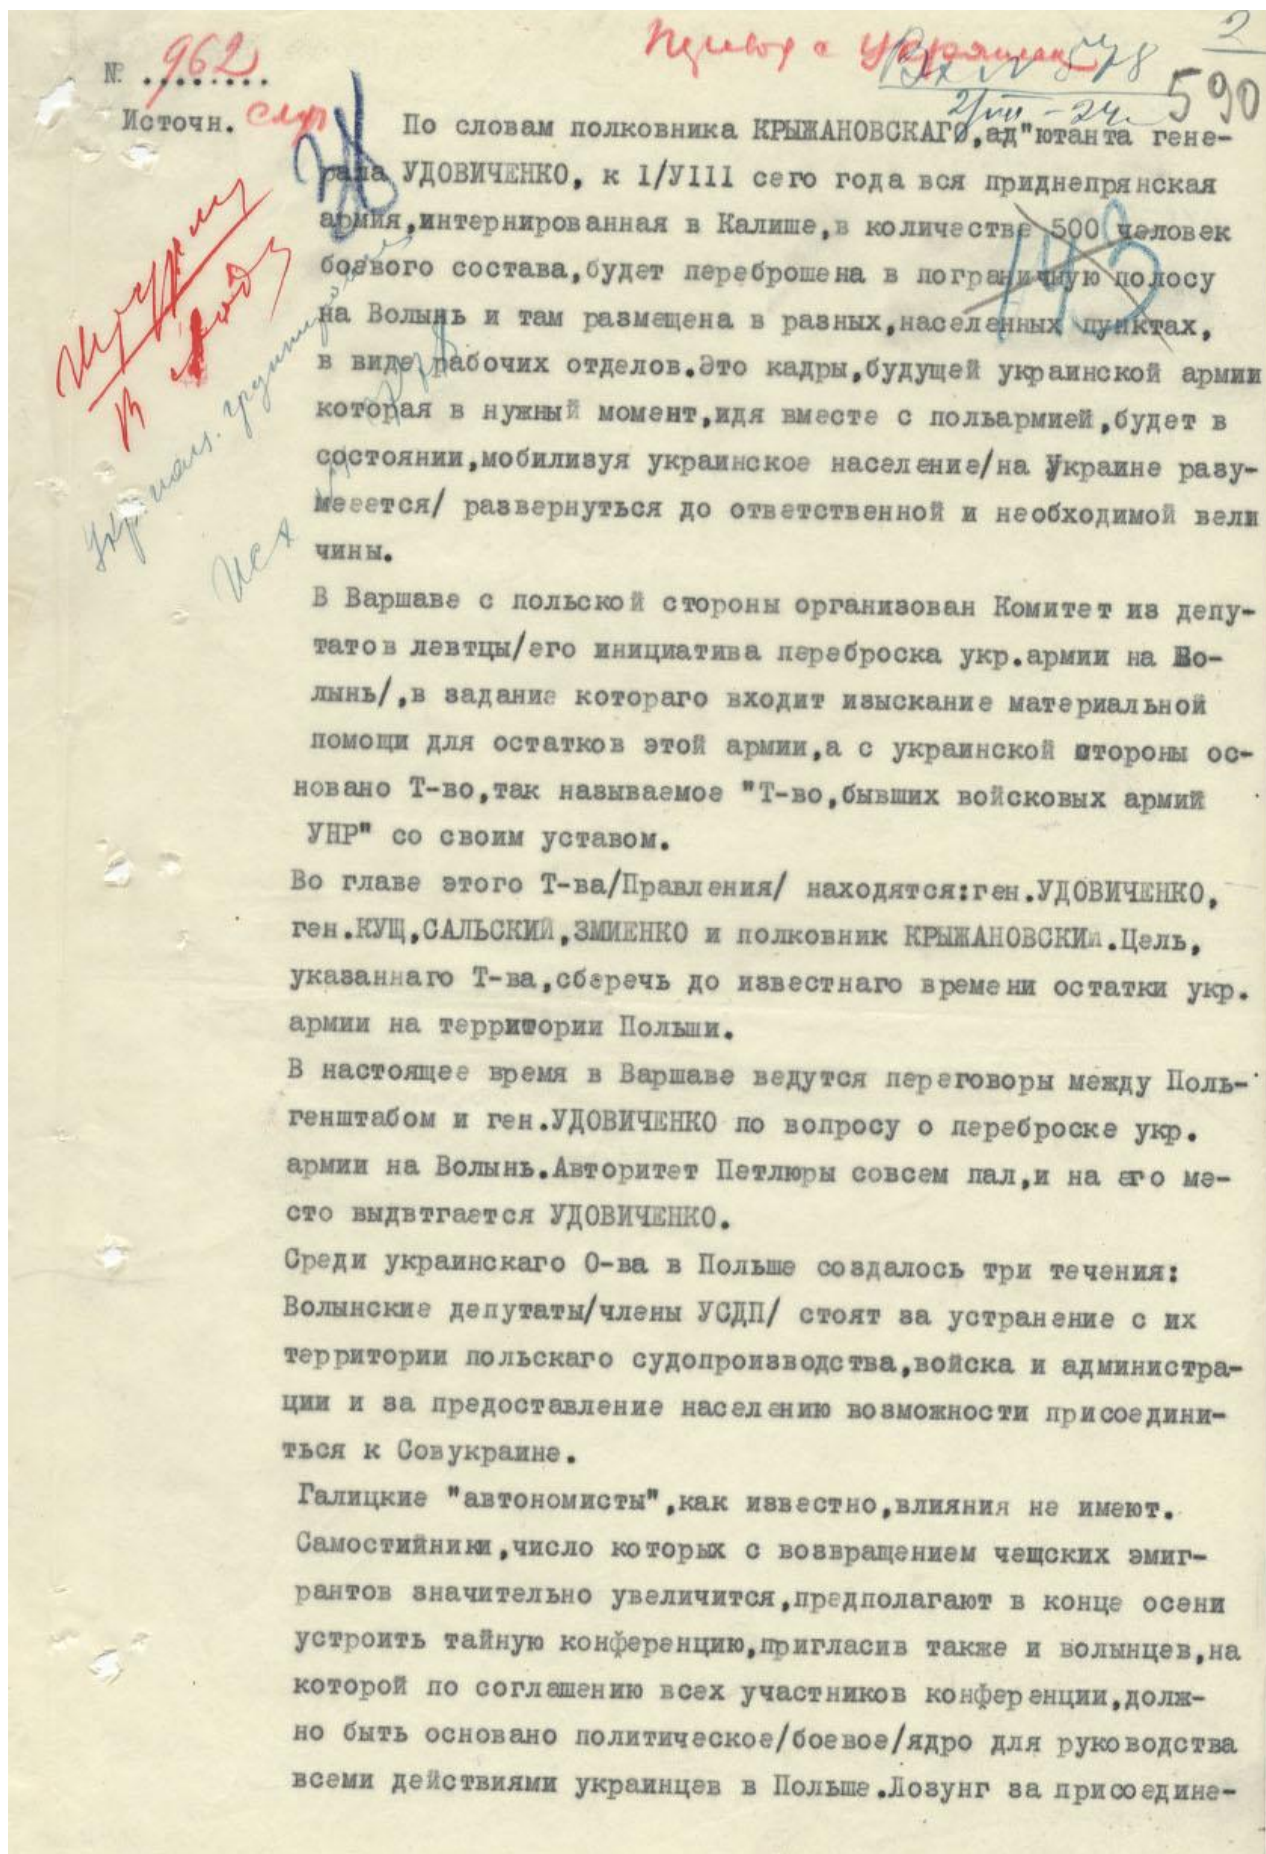 2
№ 962
Вх № 578
590
2/VIII-24
Источн.
По словам полковника КРЫЖАНОВСКАГО,ад"ютанта гене-
рала УДОВИЧЕНКО, к I/УIII сего года вся приднепрянская
армия,интернированная в Калише,в количестве 500 человек
боевого состава,будет переброшена в пограничную полосу
на Волынь и там размещена в разных,населенных пунктах,
в виде рабочих отделов.Это кадры,будущей украинской армии
которая в нужный момент,идя вместе с польармией,будет в
состоянии,мобилизуя украинское население/на Украине разу-
меется/ развернуться до ответственной и необходимой вели
чины.
В Варшаве с польской стороны организован Комитет из депу-
татов левтцы/его инициатива переброска укр.армии на Во-
лынь/,в задание котораго входит изыскание материальной
помощи для остатков этой армии,а с украинской стороны ос-
новано Т-во,так называемое "Т-во,бывших войсковых армий
УНР" со своим уставом.
Во главе этого Т-ва/Правления/ находятся:ген.УДОВИЧЕНКО,
ген.КУЩ,САЛЬСКИЙ,ЗМИЕНКО и полковник КРЫЖАНОВСКИЙ.Цель,
указаннаго Т-ва,сберечь до известнаго времени остатки укр.
армии на территории Польши.
В настоящее время в Варшаве ведутся переговоры между Поль-
генштабом и ген.УДОВИЧЕНКО по вопросу о переброске укр.
армии на Волынь.Авторитет Петлюры совсем пал,и на его ме-
сто выдвтгается УДОВИЧЕНКО.
Среди украинскаго О-ва в Польше создалось три течения:
Волынские депутаты/члены УСДП/ стоят за устранение с их
территории польскаго судопроизводства,войска и администра-
ции и за предоставление населению возможности присоедини-
ться к Совукраине.
Галицкие "автономисты",как известно,влияния не имеют.
Самостийники,число которых с возвращением чещских эмиг-
рантов значительно увеличится,предполагают в конце осени
устроить тайную конференцию,пригласив также и волынцев,на
которой по соглашению всех участников конференции,долж-
но быть основано политическое/боевое/ядро для руководства
всеми действиями украинцев в Польше.Лозунг за присоедине-